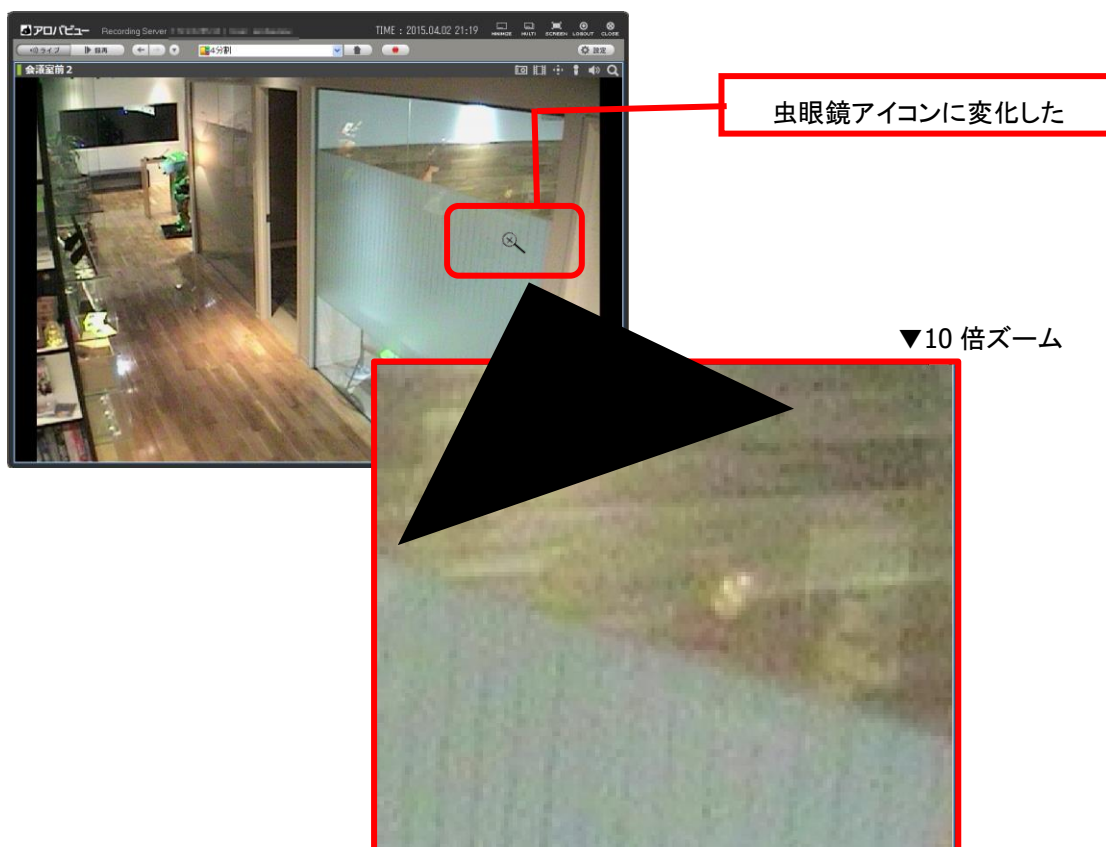 アロバビュー Recording Server
TIME : 2015.04.02 21:19
MINIMIZE MULTI SCREEN LOGOUT CLOSE
ライブ 録再 4分割 設定
会議室前2
虫眼鏡アイコンに変化した
▼10 倍ズーム